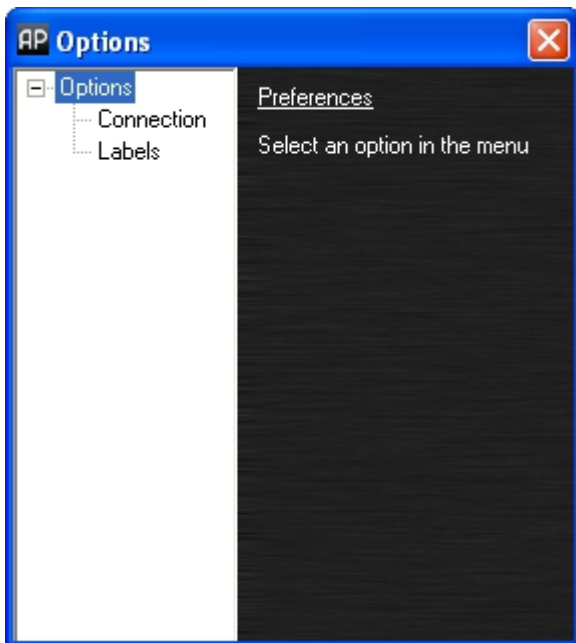 AP Options
Options
Connection
Labels
Preferences
Select an option in the menu